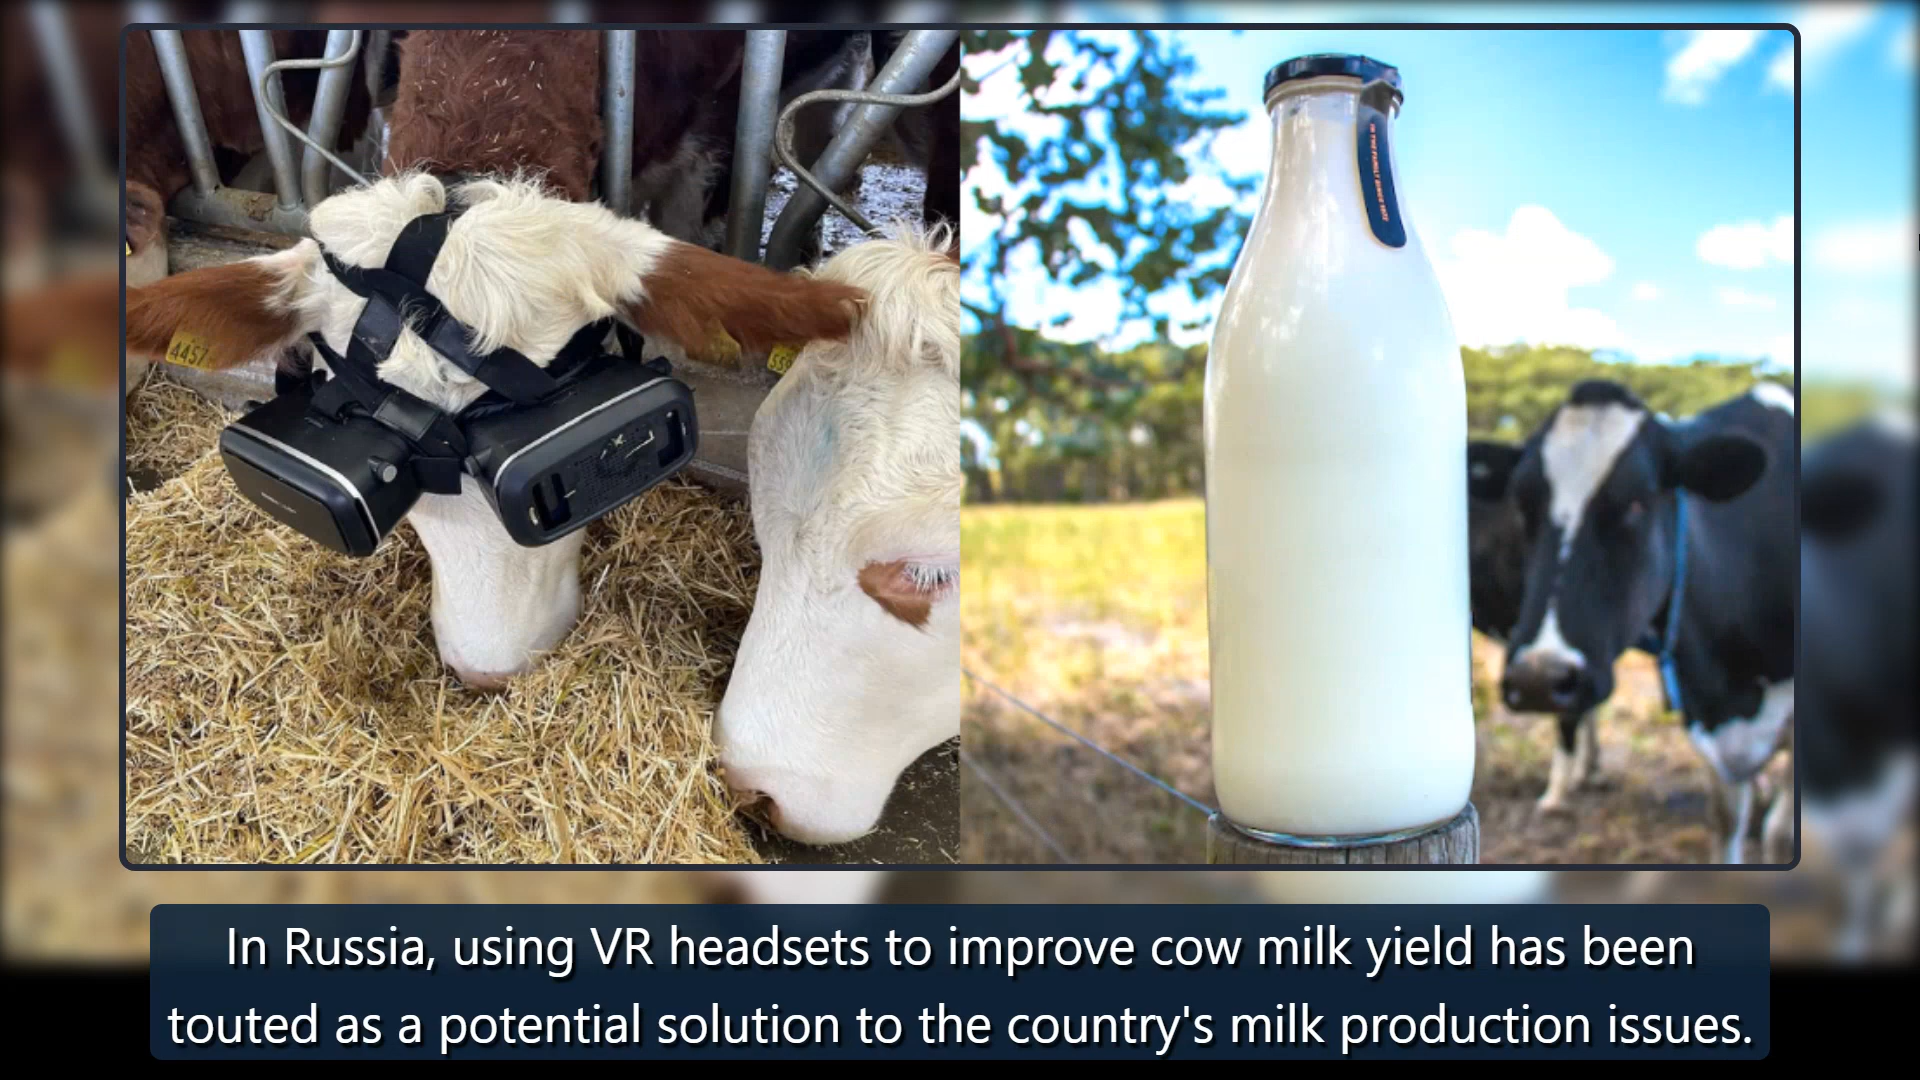 4457
In Russia, using VR headsets to improve cow milk yield has been
touted as a potential solution to the country's milk production issues.